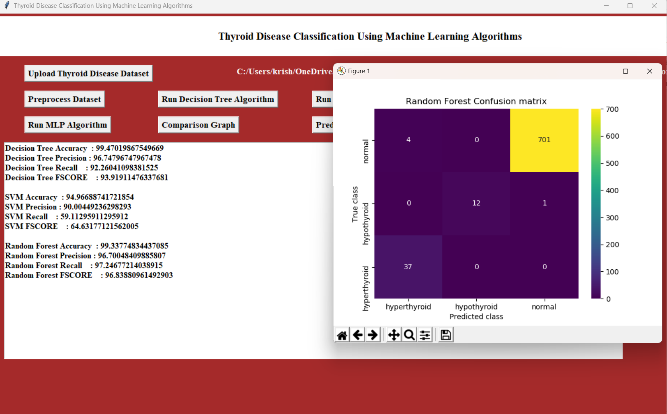 Thyroid Disease Classification Using Machine Learning Algorithms
Thyroid Disease Classification Using Machine Learning Algorithms
Upload Thyroid Disease Dataset
C:/Users/krish/OneDrive
Preprocess Dataset
Run Decision Tree Algorithm
Run
Run MLP Algorithm
Comparison Graph
Pred
Decision Tree Accuracy : 99.47019867549669
Decision Tree Precision : 96.74796747967478
Decision Tree Recall : 92.26041098381525
Decision Tree FSCORE : 93.91911476337681
SVM Accuracy : 94.96688741721854
SVM Precision : 90.00449236298293
SVM Recall : 59.11295911295912
SVM FSCORE : 64.63177121562005
Random Forest Accuracy : 99.33774834437085
Random Forest Precision : 96.70048409885807
Random Forest Recall : 97.24677214038915
Random Forest FSCORE : 96.83880961492903
Figure 1
Random Forest Confusion matrix
normal
4
0
701
hypothyroid
0
12
1
hyperthyroid
37
0
0
True class
hyperthyroid
hypothyroid
normal
Predicted class
700
600
500
400
300
200
100
0